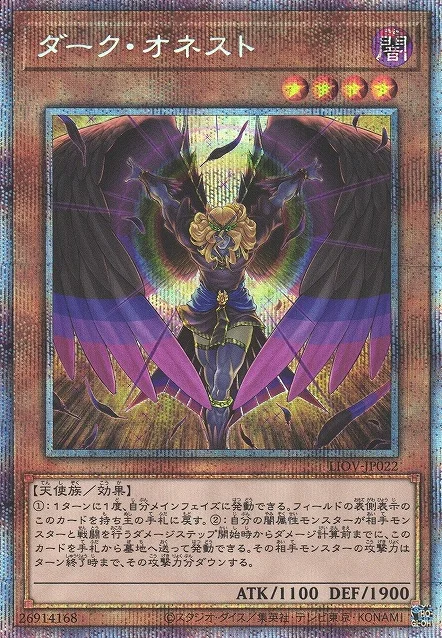 ダーク・オネスト
闇
LIOV-JP022
【天使族／効果】
①：1ターンに1度、自分メインフェイズに発動できる。フィールドの表側表示の
このカードを持ち主の手札に戻す。②：自分の闇属性モンスターが相手モンス
ターと戦闘を行うダメージステップ開始時からダメージ計算前までに、この
カードを手札から墓地へ送って発動できる。その相手モンスターの攻撃力は
ターン終了時まで、その攻撃力分ダウンする。
ATK/1100 DEF/1900
26914168
©スタジオ・ダイス／集英社・テレビ東京・KONAMI